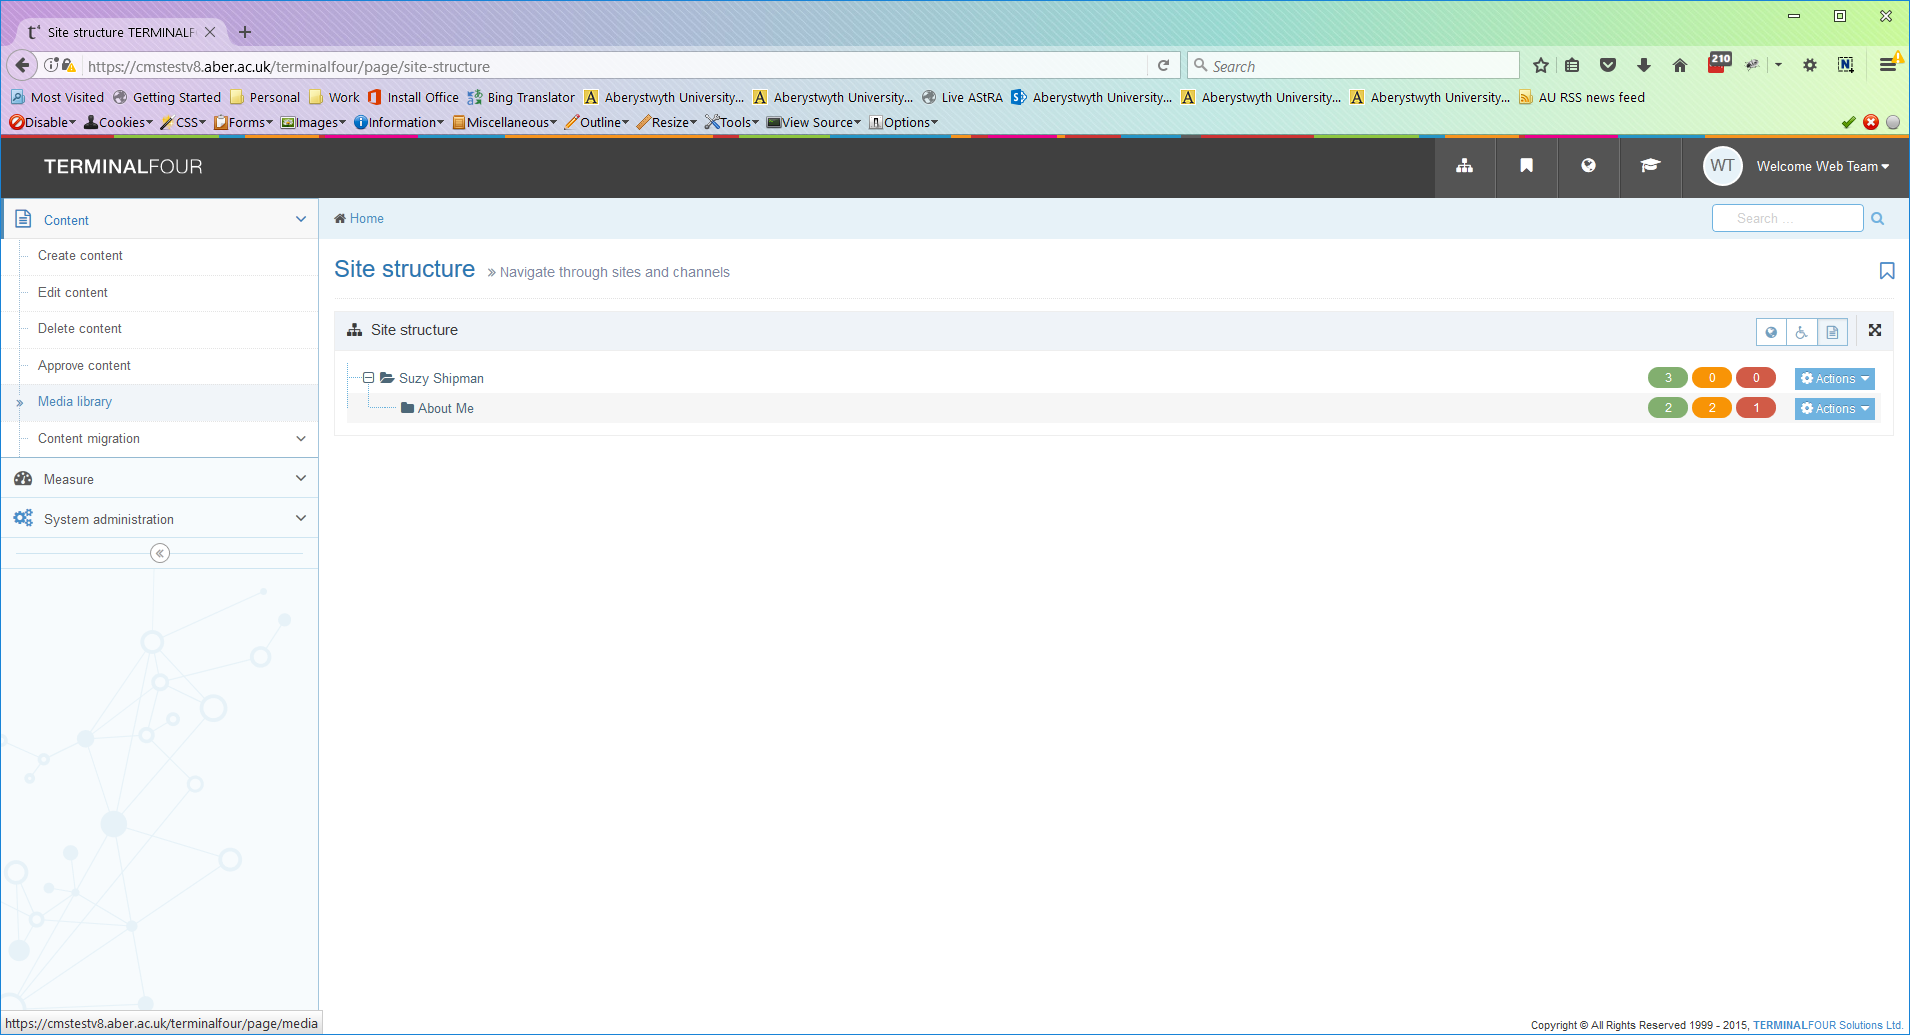 Site structure TERMINALF
https://cmstestv8.aber.ac.uk/terminalfour/page/site-structure
Search
210
Most Visited Getting Started Personal Work Install Office Bing Translator Aberystwyth University... Aberystwyth University... Live AStRA Aberystwyth University... Aberystwyth University... Aberystwyth University... AU RSS news feed
Disable Cookies CSS Forms Images Information Miscellaneous Outline Resize Tools View Source Options
TERMINALFOUR
WT Welcome Web Team
Content
Home
Search ...
Create content
Site structure » Navigate through sites and channels
Edit content
Delete content
Site structure
Approve content
Suzy Shipman 3 0 0 Actions
Media library
About Me 2 2 1 Actions
Content migration
Measure
System administration
https://cmstestv8.aber.ac.uk/terminalfour/page/media
Copyright © All Rights Reserved 1999 - 2015, TERMINALFOUR Solutions Ltd.